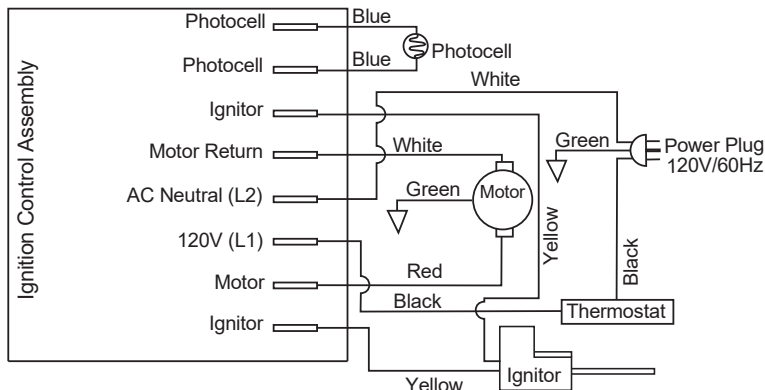 Ignition Control Assembly
Photocell
Blue
Photocell
Photocell
Blue
White
Ignitor
Motor Return
White
Green
Power Plug
120V/60Hz
AC Neutral (L2)
Green
Motor
120V (L1)
Yellow
Black
Motor
Red
Black
Thermostat
Ignitor
Yellow
Ignitor